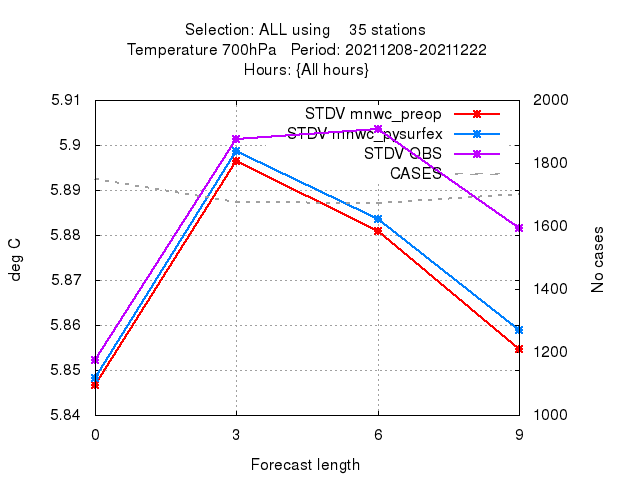 Selection: ALL using 35 stations
Temperature 700hPa Period: 20211208-20211222
Hours: {All hours}
5.91
5.9
5.89
5.88
5.87
5.86
5.85
5.84
2000
1800
1600
1400
1200
1000
STDV mnwc_preop
STDV mnwc_pysurfex
STDV OBS
CASES
deg C
No cases
0 3 6 9
Forecast length